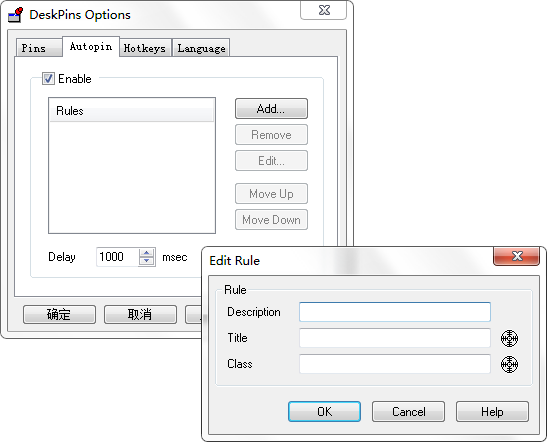 DeskPins Options
Pins Autopin Hotkeys Language
Enable
Rules
Add...
Remove
Edit...
Move Up
Move Down
Delay 1000 msec
确定 取消
Edit Rule
Rule
Description
Title
Class
OK Cancel Help